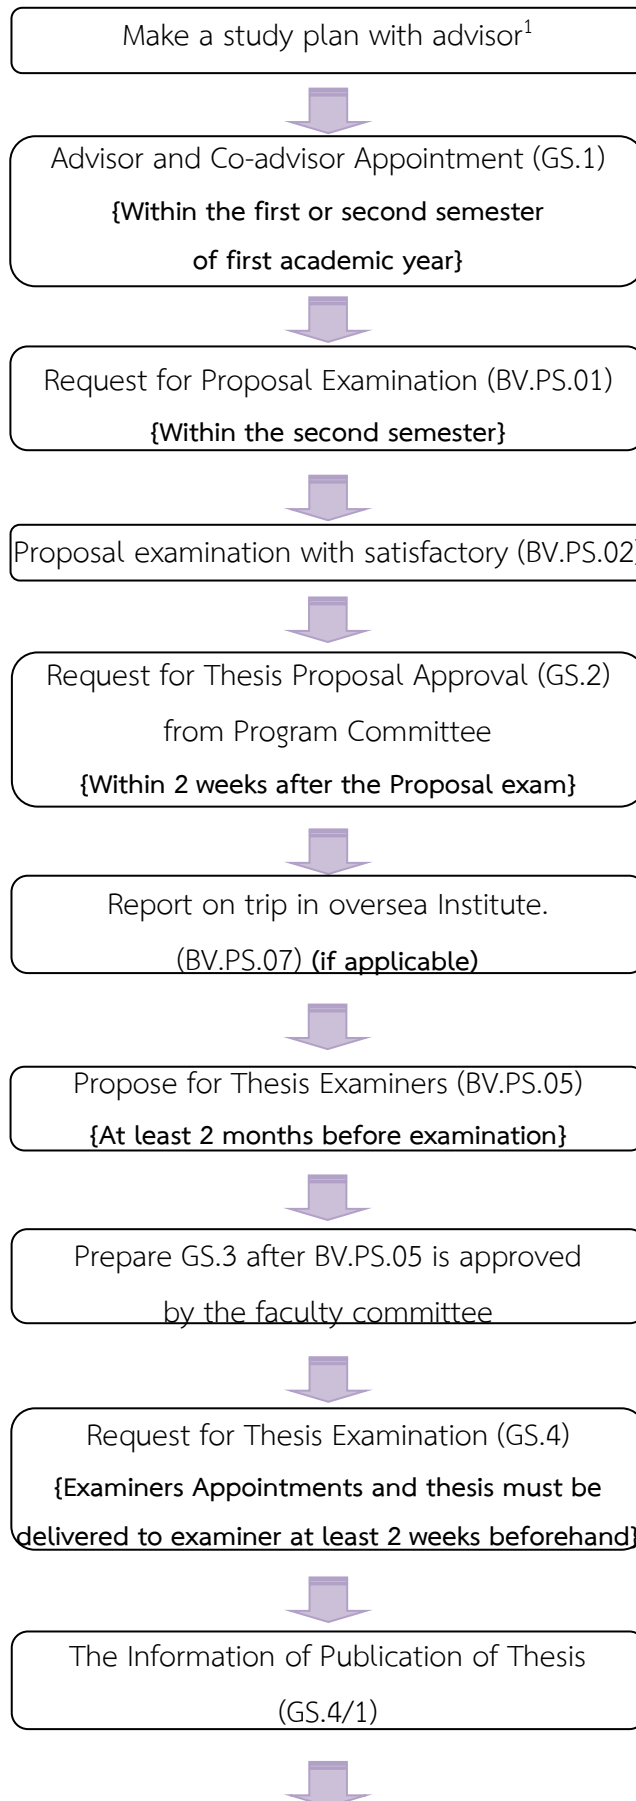 Make a study plan with advisor¹
Advisor and Co-advisor Appointment (GS.1)
{Within the first or second semester
of first academic year}
Request for Proposal Examination (BV.PS.01)
{Within the second semester}
Proposal examination with satisfactory (BV.PS.02)
Request for Thesis Proposal Approval (GS.2)
from Program Committee
{Within 2 weeks after the Proposal exam}
Report on trip in oversea Institute.
(BV.PS.07) (if applicable)
Propose for Thesis Examiners (BV.PS.05)
{At least 2 months before examination}
Prepare GS.3 after BV.PS.05 is approved
by the faculty committee
Request for Thesis Examination (GS.4)
{Examiners Appointments and thesis must be
delivered to examiner at least 2 weeks beforehand}
The Information of Publication of Thesis
(GS.4/1)